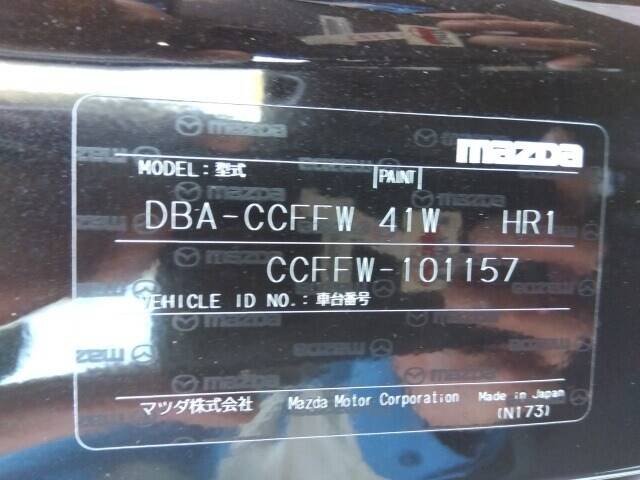 mazda
MODEL：型式 PAINT
DBA-CCFFW 41W HR1
CCFFW-101157
VEHICLE ID NO.：車台番号
マツダ株式会社 Mazda Motor Corporation Made in Japan
(N173)